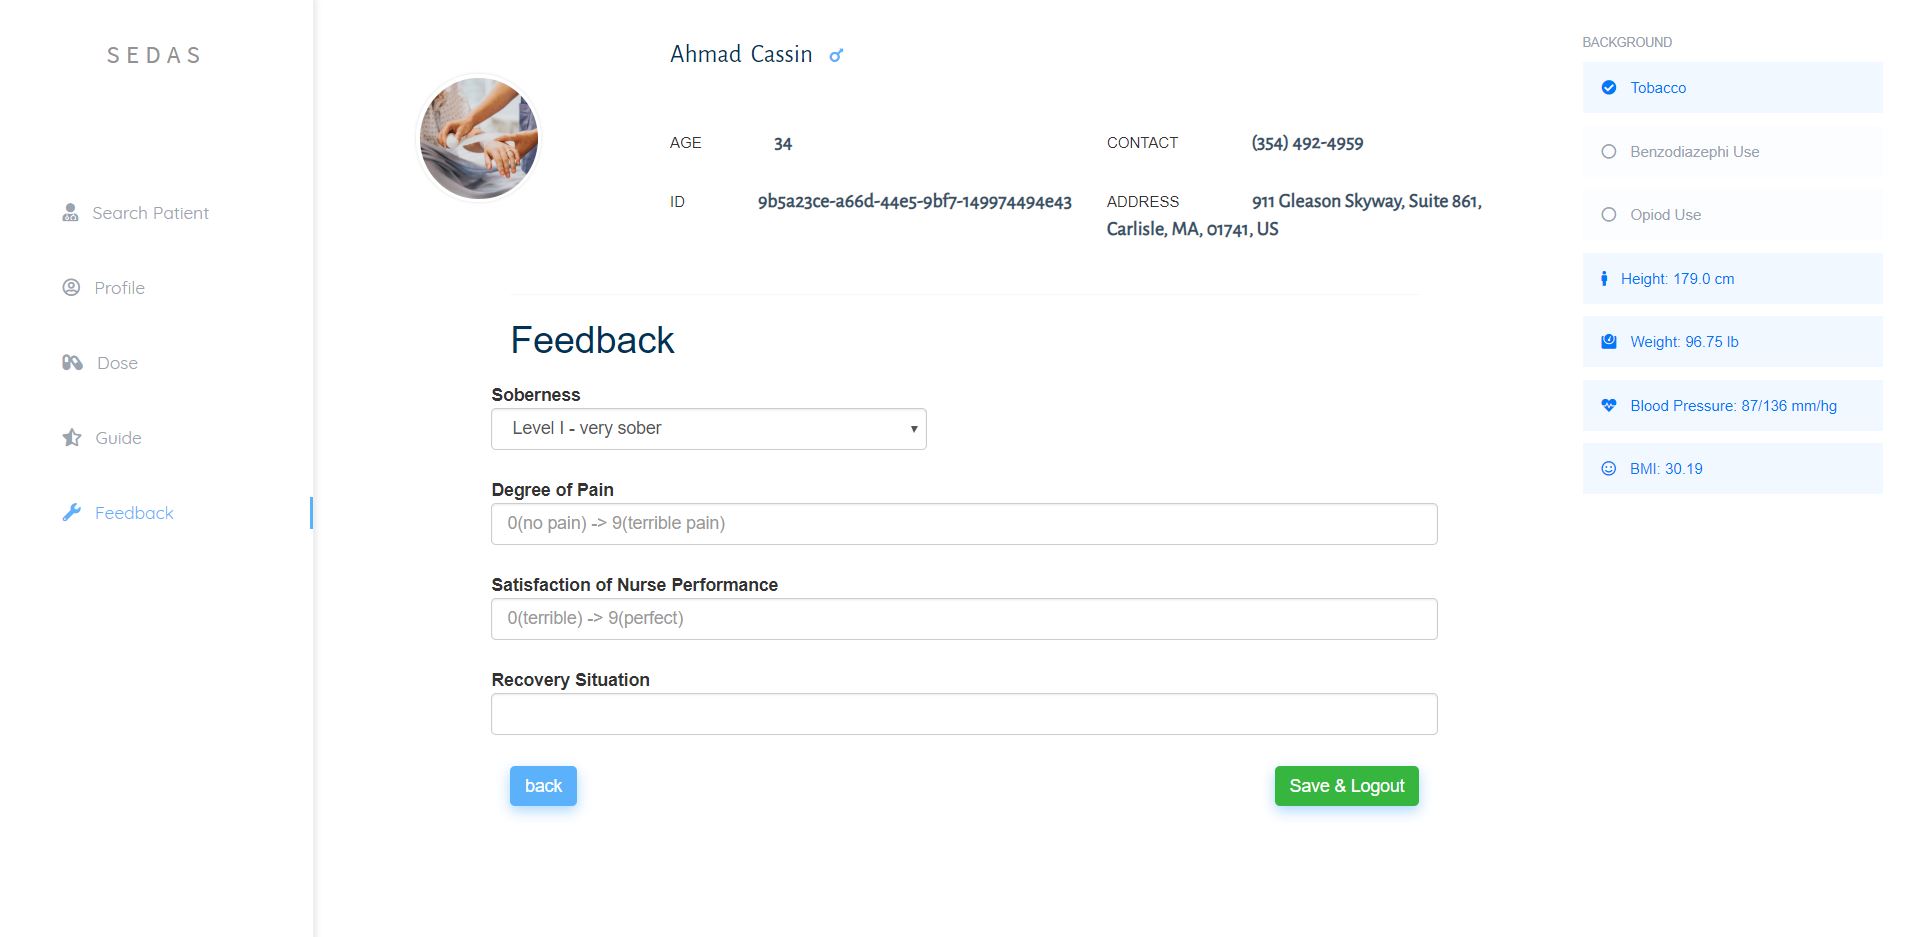 SEDAS
Search Patient
Profile
Dose
Guide
Feedback
Ahmad Cassin
AGE 34
CONTACT (354) 492-4959
ID 9b5a23ce-a66d-44e5-9bf7-149974494e43
ADDRESS 911 Gleason Skyway, Suite 861,
Carlisle, MA, 01741, US
Feedback
Soberness
Level I - very sober
Degree of Pain
0(no pain) -> 9(terrible pain)
Satisfaction of Nurse Performance
0(terrible) -> 9(perfect)
Recovery Situation
back
Save & Logout
BACKGROUND
Tobacco
Benzodiazephi Use
Opiod Use
Height: 179.0 cm
Weight: 96.75 lb
Blood Pressure: 87/136 mm/hg
BMI: 30.19